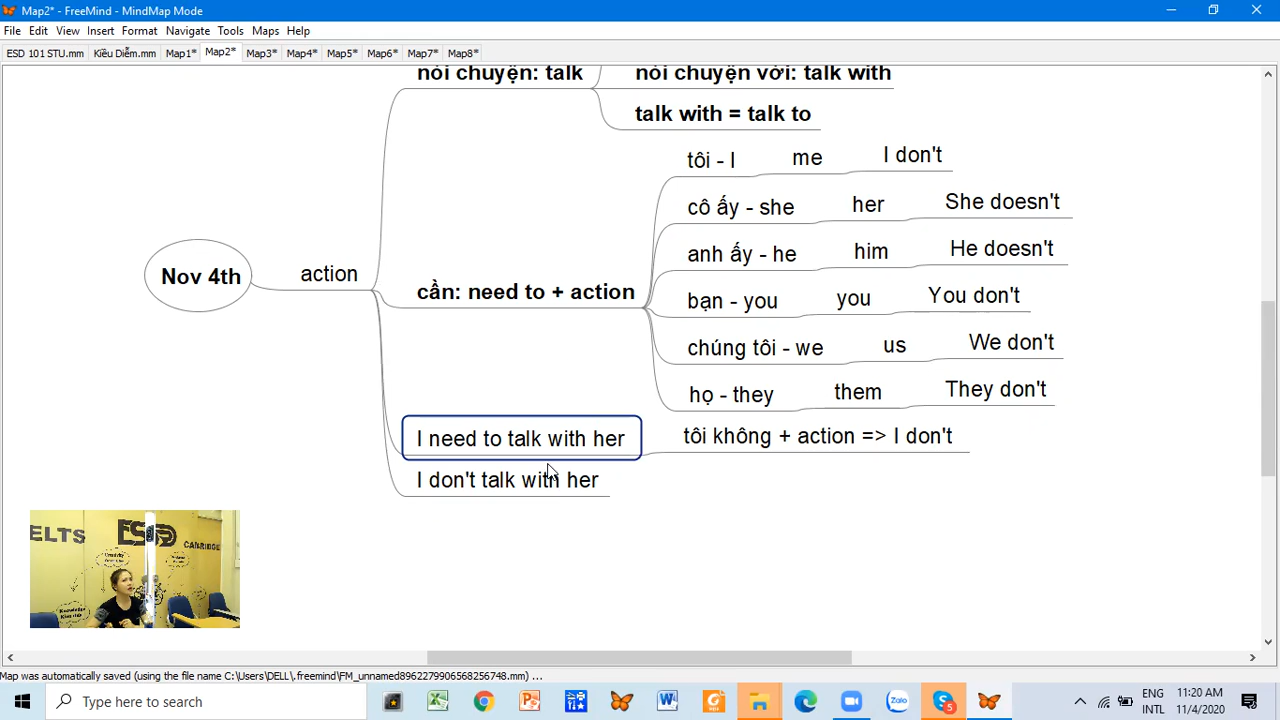 Map2* - FreeMind - MindMap Mode
File Edit View Insert Format Navigate Tools Maps Help
ESD 101 STU.mm Kiều Diễm.mm Map1* Map2* Map3* Map4* Map5* Map6* Map7* Map8*
nói chuyện: talk
nói chuyện với: talk with
talk with = talk to
tôi - I me I don't
cô ấy - she her She doesn't
anh ấy - he him He doesn't
bạn - you you You don't
chúng tôi - we us We don't
họ - they them They don't
Nov 4th
action
cần: need to + action
I need to talk with her
tôi không + action => I don't
I don't talk with her
ELTS
ESD
CAMBRIDGE
Map was automatically saved (using the file name C:\Users\DELL\.freemind\FM_unnamed8962279906568256748.mm) ...
Type here to search
Zalo
5
ENG
INTL
11:20 AM
11/4/2020